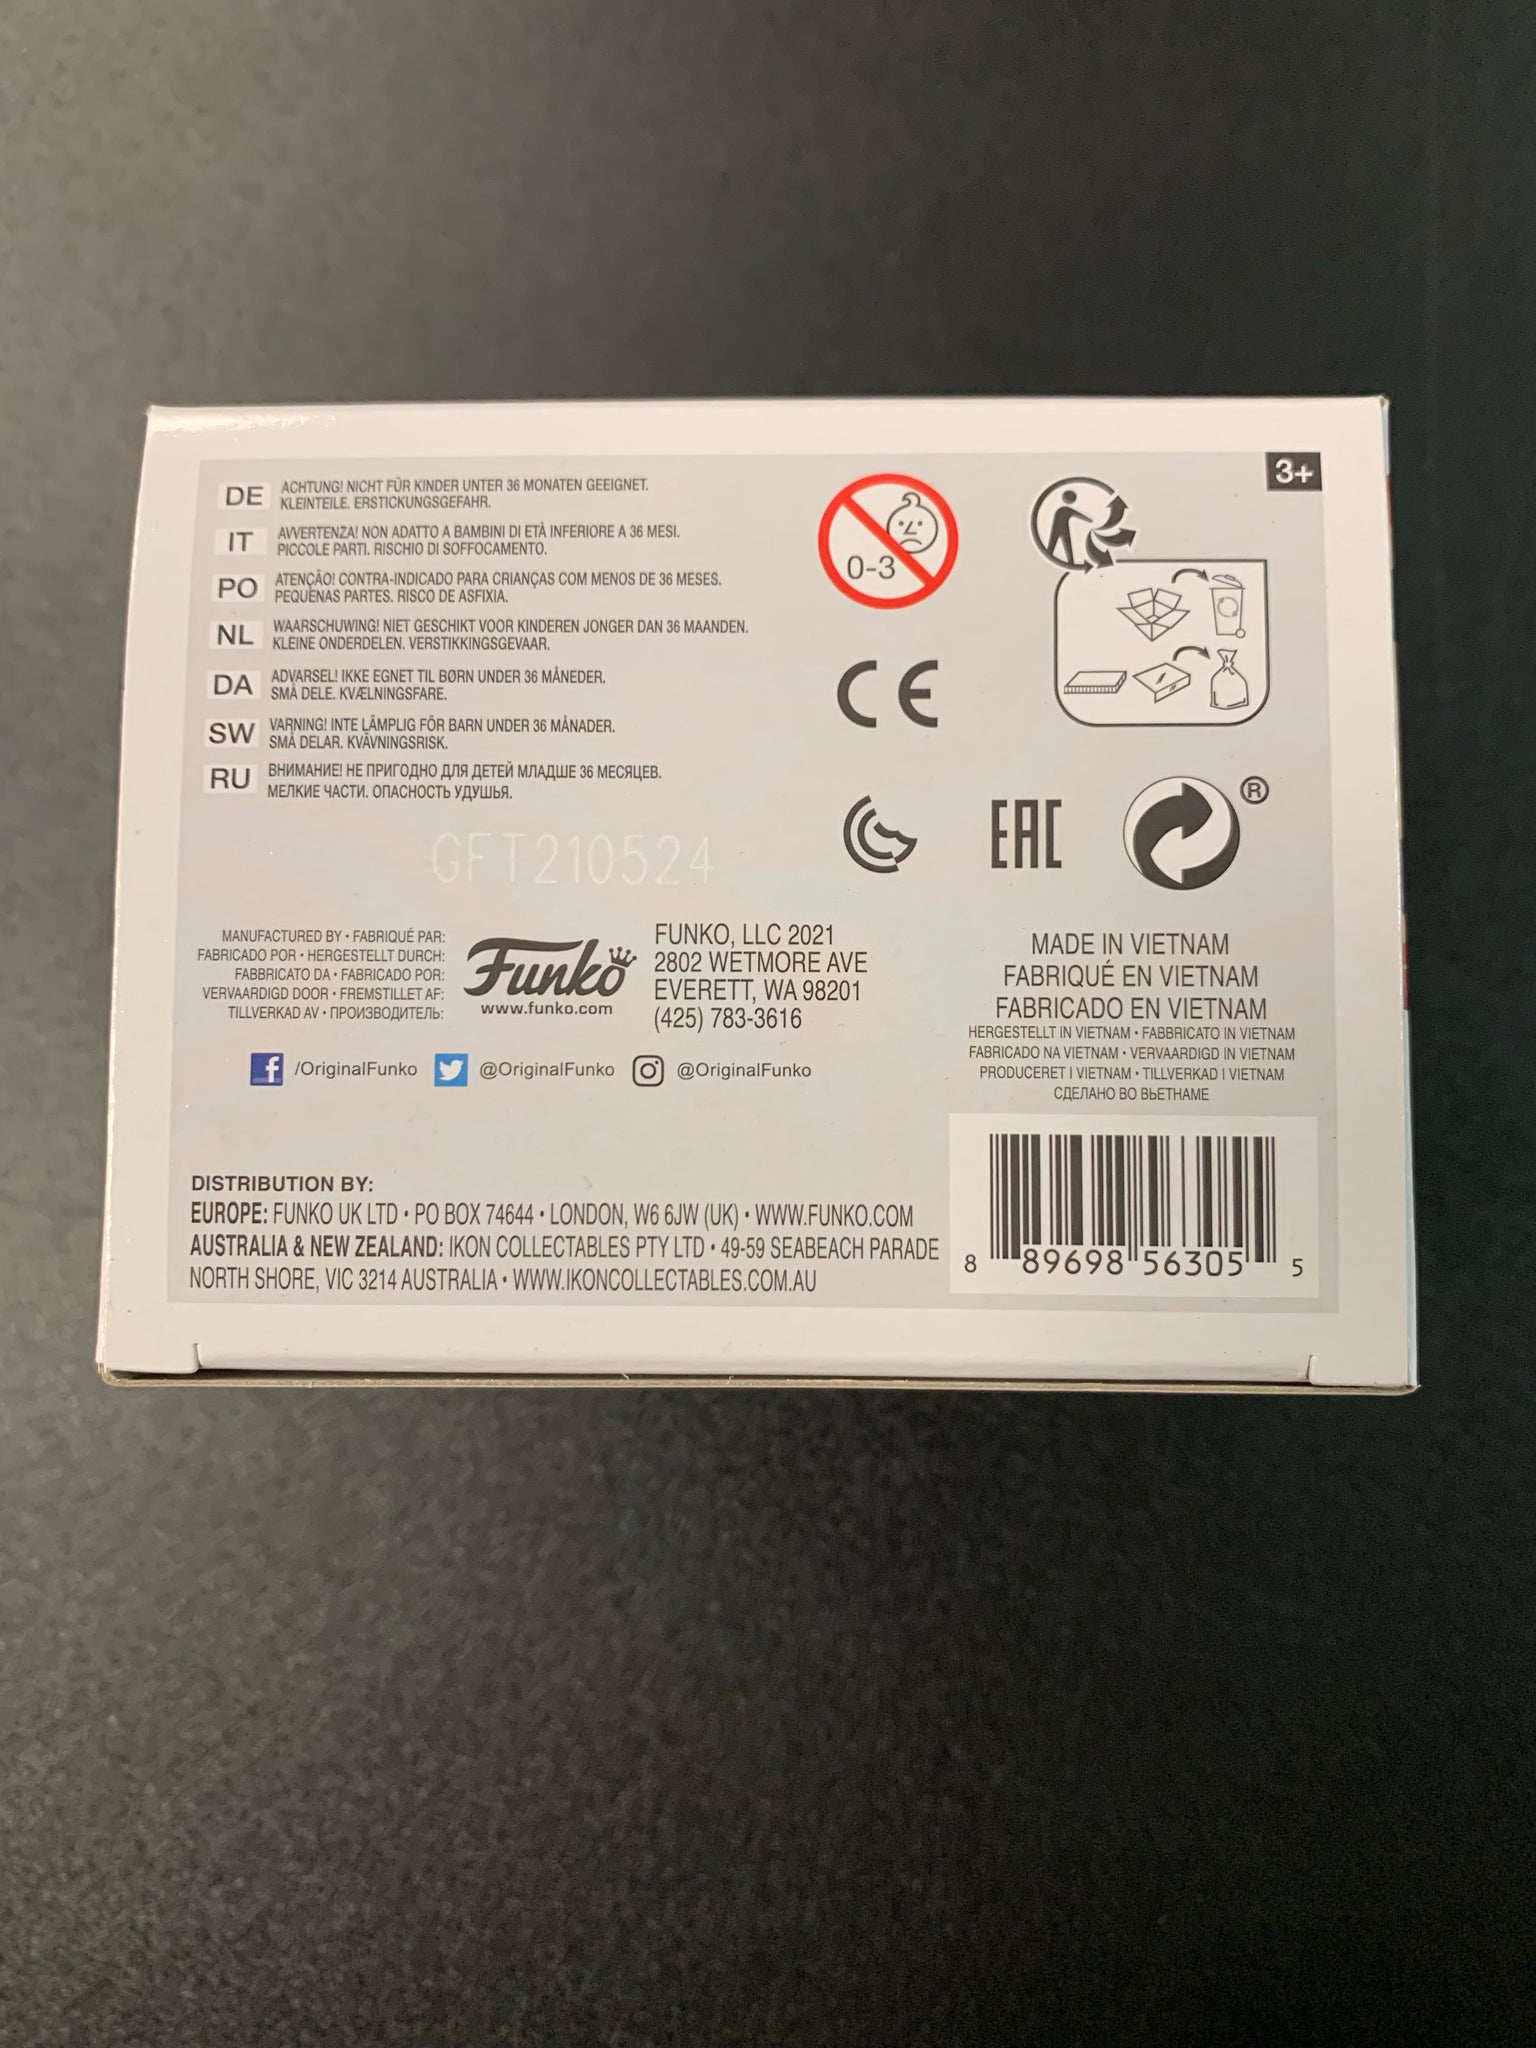 3+
DE ACHTUNG! NICHT FÜR KINDER UNTER 36 MONATEN GEEIGNET.
KLEINTEILE. ERSTICKUNGSGEFAHR.
IT AVVERTENZA! NON ADATTO A BAMBINI DI ETÀ INFERIORE A 36 MESI.
PICCOLE PARTI. RISCHIO DI SOFFOCAMENTO.
PO ATENÇÃO! CONTRA-INDICADO PARA CRIANÇAS COM MENOS DE 36 MESES.
PEQUENAS PARTES. RISCO DE ASFIXIA.
NL WAARSCHUWING! NIET GESCHIKT VOOR KINDEREN JONGER DAN 36 MAANDEN.
KLEINE ONDERDELEN. VERSTIKKINGSGEVAAR.
DA ADVARSEL! IKKE EGNET TIL BØRN UNDER 36 MÅNEDER.
SMÅ DELE. KVÆLNINGSFARE.
SW VARNING! INTE LÄMPLIG FÖR BARN UNDER 36 MÅNADER.
SMÅ DELAR. KVÄVNINGSRISK.
RU ВНИМАНИЕ! НЕ ПРИГОДНО ДЛЯ ДЕТЕЙ МЛАДШЕ 36 МЕСЯЦЕВ.
МЕЛКИЕ ЧАСТИ. ОПАСНОСТЬ УДУШЬЯ.
0-3
CE
EAC
®
GFT210524
MANUFACTURED BY • FABRIQUÉ PAR:
FABRICADO POR • HERGESTELLT DURCH:
FABBRICATO DA • FABRICADO POR:
VERVAARDIGD DOOR • FREMSTILLET AF:
TILLVERKAD AV • ПРОИЗВОДИТЕЛЬ:
Funko
www.funko.com
FUNKO, LLC 2021
2802 WETMORE AVE
EVERETT, WA 98201
(425) 783-3616
/OriginalFunko @OriginalFunko @OriginalFunko
MADE IN VIETNAM
FABRIQUÉ EN VIETNAM
FABRICADO EN VIETNAM
HERGESTELLT IN VIETNAM • FABBRICATO IN VIETNAM
FABRICADO NA VIETNAM • VERVAARDIGD IN VIETNAM
PRODUCERET I VIETNAM • TILLVERKAD I VIETNAM
СДЕЛАНО ВО ВЬЕТНАМЕ
DISTRIBUTION BY:
EUROPE: FUNKO UK LTD • PO BOX 74644 • LONDON, W6 6JW (UK) • WWW.FUNKO.COM
AUSTRALIA & NEW ZEALAND: IKON COLLECTABLES PTY LTD • 49-59 SEABEACH PARADE
NORTH SHORE, VIC 3214 AUSTRALIA • WWW.IKONCOLLECTABLES.COM.AU
8 89698 56305 5